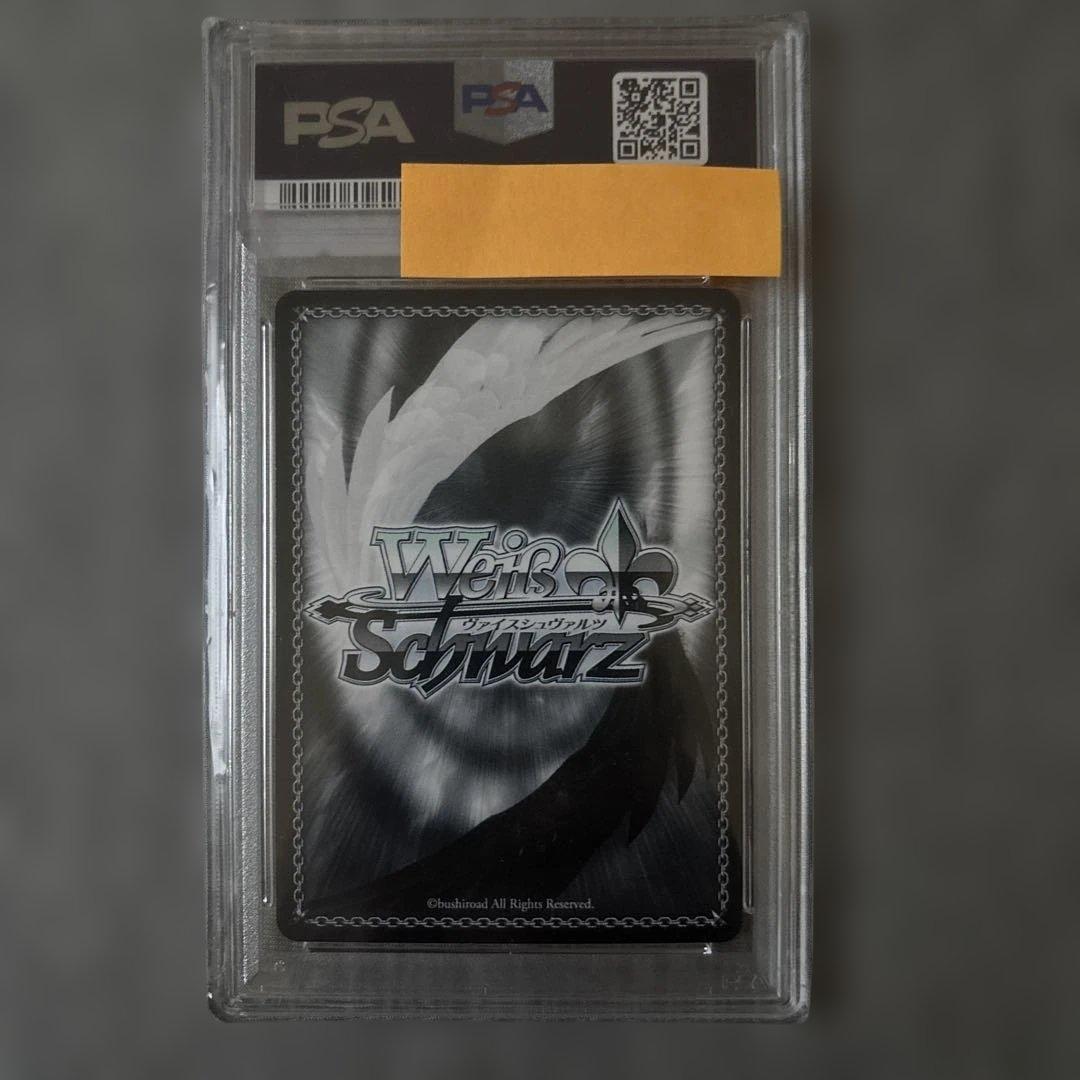 PSA
PSA
Weiß
ヴァイスシュヴァルツ
Schwarz
©bushiroad All Rights Reserved.